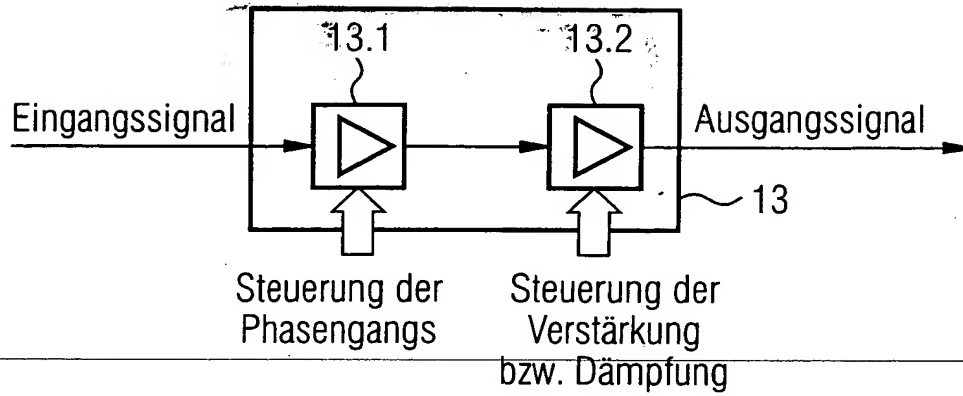 13.1
13.2
Eingangssignal
Ausgangssignal
13
Steuerung der
Phasengangs
Steuerung der
Verstärkung
bzw. Dämpfung